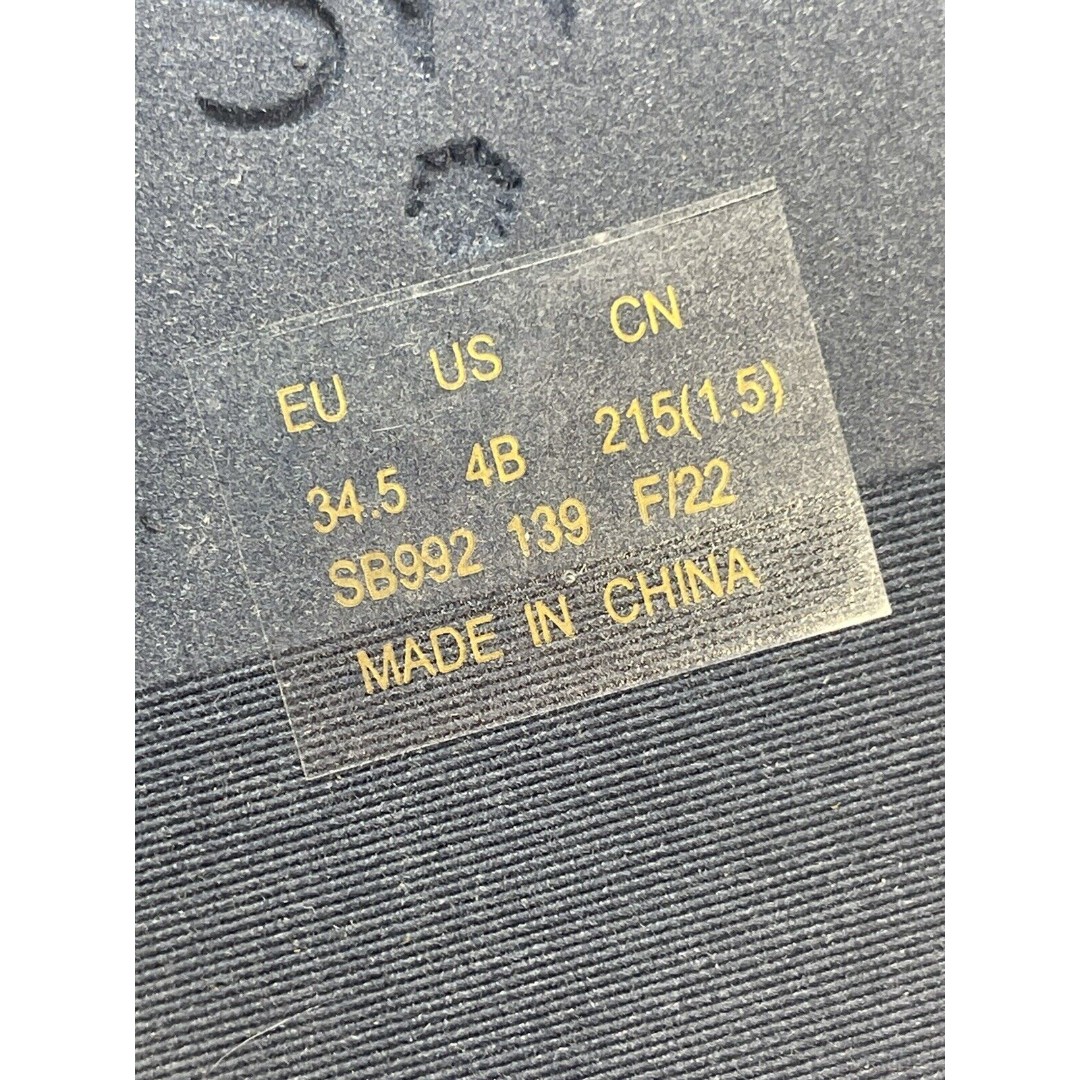 EU US CN
34.5 4B 215(1.5)
SB992 139 F/22
MADE IN CHINA